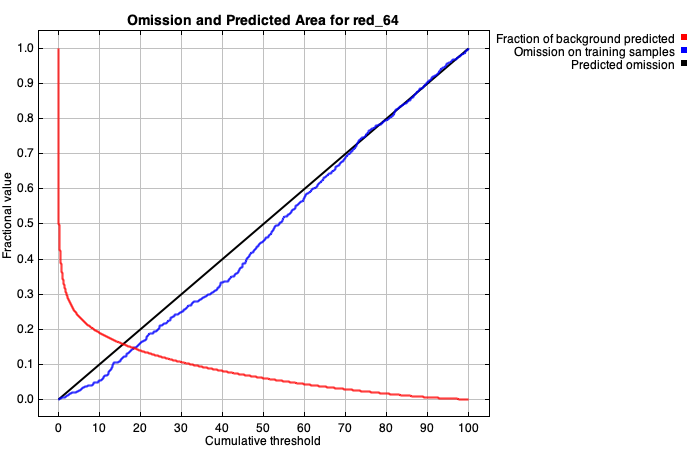 Omission and Predicted Area for red_64
Fraction of background predicted
Omission on training samples
Predicted omission
Fractional value
1.0
0.9
0.8
0.7
0.6
0.5
0.4
0.3
0.2
0.1
0.0
0 10 20 30 40 50 60 70 80 90 100
Cumulative threshold